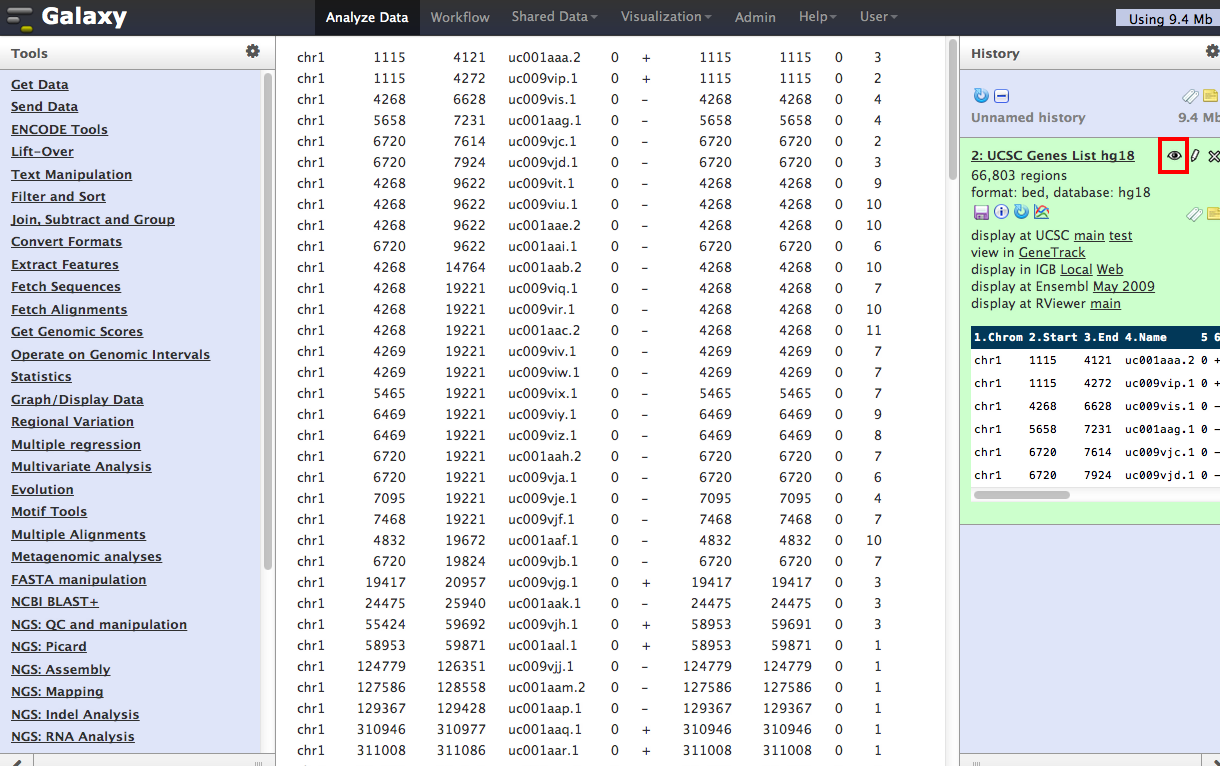 Galaxy
Analyze Data Workflow Shared Data Visualization Admin Help User
Using 9.4 Mb
Tools
Get Data
Send Data
ENCODE Tools
Lift-Over
Text Manipulation
Filter and Sort
Join, Subtract and Group
Convert Formats
Extract Features
Fetch Sequences
Fetch Alignments
Get Genomic Scores
Operate on Genomic Intervals
Statistics
Graph/Display Data
Regional Variation
Multiple regression
Multivariate Analysis
Evolution
Motif Tools
Multiple Alignments
Metagenomic analyses
FASTA manipulation
NCBI BLAST+
NGS: QC and manipulation
NGS: Picard
NGS: Assembly
NGS: Mapping
NGS: Indel Analysis
NGS: RNA Analysis
chr1 1115 4121 uc001aaa.2 0 + 1115 1115 0 3
chr1 1115 4272 uc009vip.1 0 + 1115 1115 0 2
chr1 4268 6628 uc009vis.1 0 - 4268 4268 0 4
chr1 5658 7231 uc001aag.1 0 - 5658 5658 0 4
chr1 6720 7614 uc009vjc.1 0 - 6720 6720 0 2
chr1 6720 7924 uc009vjd.1 0 - 6720 6720 0 3
chr1 4268 9622 uc009vit.1 0 - 4268 4268 0 9
chr1 4268 9622 uc009viu.1 0 - 4268 4268 0 10
chr1 4268 9622 uc001aae.2 0 - 4268 4268 0 10
chr1 6720 9622 uc001aai.1 0 - 6720 6720 0 6
chr1 4268 14764 uc001aab.2 0 - 4268 4268 0 10
chr1 4268 19221 uc009viq.1 0 - 4268 4268 0 7
chr1 4268 19221 uc009vir.1 0 - 4268 4268 0 10
chr1 4268 19221 uc001aac.2 0 - 4268 4268 0 11
chr1 4269 19221 uc009viv.1 0 - 4269 4269 0 7
chr1 4269 19221 uc009viw.1 0 - 4269 4269 0 7
chr1 5465 19221 uc009vix.1 0 - 5465 5465 0 7
chr1 6469 19221 uc009viy.1 0 - 6469 6469 0 9
chr1 6469 19221 uc009viz.1 0 - 6469 6469 0 8
chr1 6469 19221 uc001aah.2 0 - 6469 6469 0 7
chr1 6720 19221 uc009vja.1 0 - 6720 6720 0 6
chr1 7095 19221 uc009vje.1 0 - 7095 7095 0 4
chr1 7468 19221 uc009vjf.1 0 - 7468 7468 0 7
chr1 4832 19672 uc001aaf.1 0 - 4832 4832 0 10
chr1 6720 19824 uc009vjb.1 0 - 6720 6720 0 7
chr1 19417 20957 uc009vjg.1 0 + 19417 19417 0 3
chr1 24475 25940 uc001aak.1 0 - 24475 24475 0 3
chr1 55424 59692 uc009vjh.1 0 + 58953 59691 0 3
chr1 58953 59871 uc001aal.1 0 + 58953 59871 0 1
chr1 124779 126351 uc009vjj.1 0 - 124779 124779 0 1
chr1 127586 128558 uc001aam.2 0 - 127586 127586 0 1
chr1 129367 129428 uc001aap.1 0 - 129367 129367 0 1
chr1 310946 310977 uc001aaq.1 0 + 310946 310946 0 1
chr1 311008 311086 uc001aar.1 0 + 311008 311008 0 1
History
Unnamed history 9.4 Mb
2: UCSC Genes List hg18
66,803 regions
format: bed, database: hg18
display at UCSC main test
view in GeneTrack
display in IGB Local Web
display at Ensembl May 2009
display at RViewer main
1.Chrom 2.Start 3.End 4.Name 5 6
chr1 1115 4121 uc001aaa.2 0 +
chr1 1115 4272 uc009vip.1 0 +
chr1 4268 6628 uc009vis.1 0 -
chr1 5658 7231 uc001aag.1 0 -
chr1 6720 7614 uc009vjc.1 0 -
chr1 6720 7924 uc009vjd.1 0 -